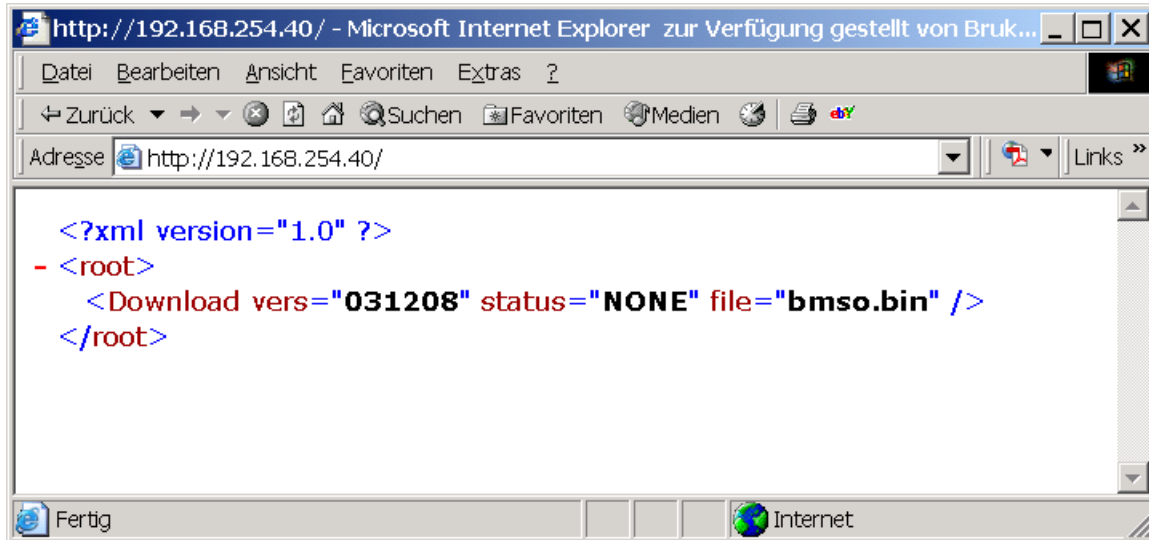 http://192.168.254.40/ - Microsoft Internet Explorer zur Verfügung gestellt von Bruk...
Datei Bearbeiten Ansicht Favoriten Extras ?
Zurück Suchen Favoriten Medien ebY
Adresse http://192.168.254.40/ Links »
<?xml version="1.0" ?>
- <root>
<Download vers="031208" status="NONE" file="bmso.bin" />
</root>
Fertig Internet